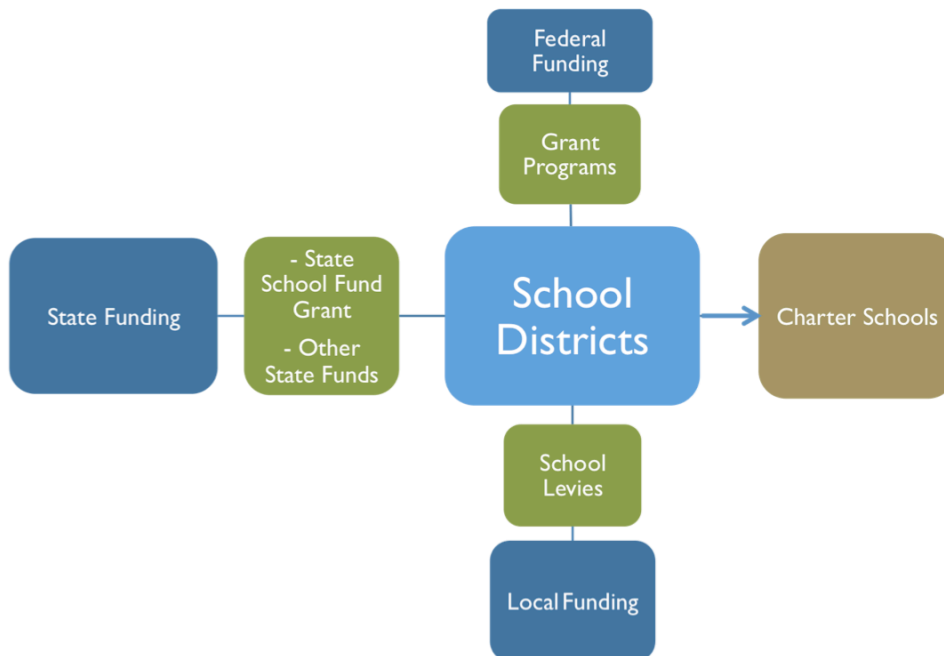 Federal
Funding
Grant
Programs
State Funding
- State
School Fund
Grant
- Other
State Funds
School
Districts
Charter Schools
School
Levies
Local Funding